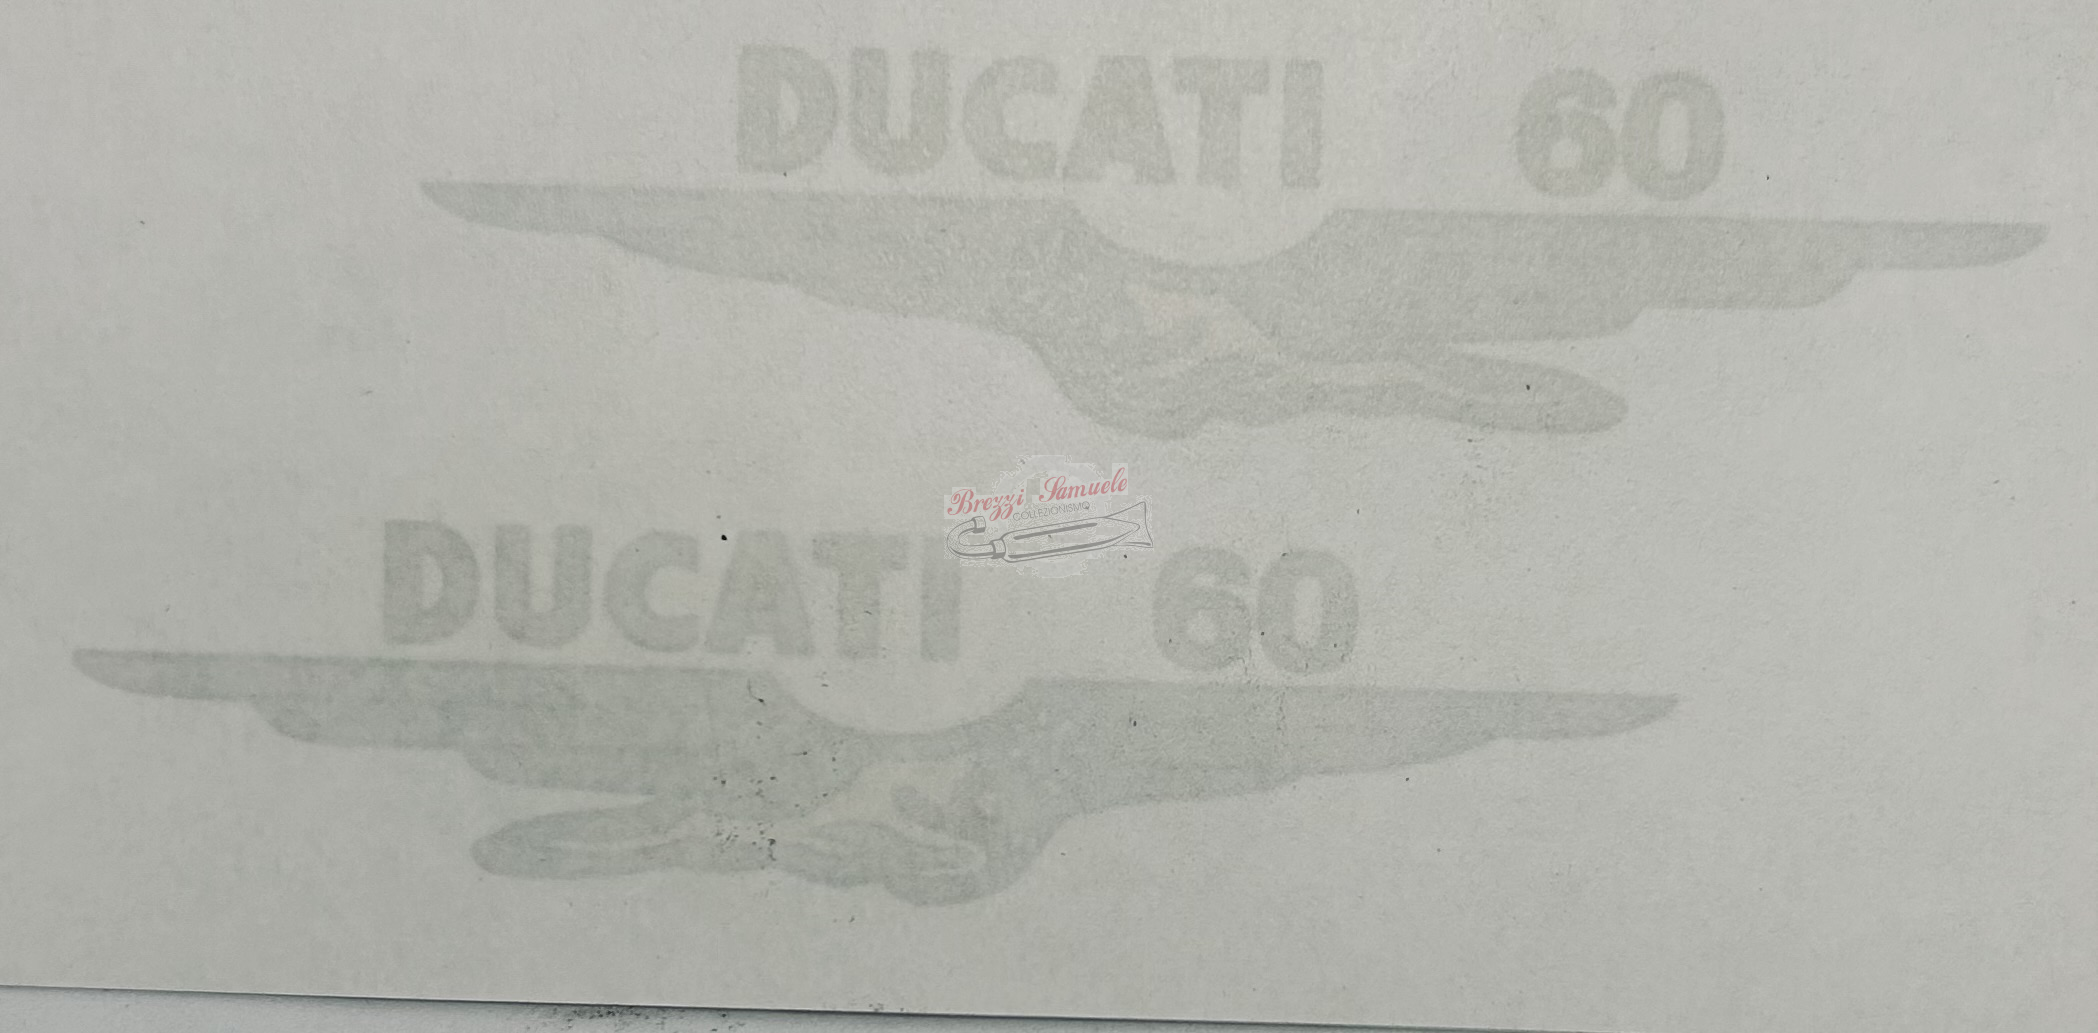 DUCATI 60
Brezzi Samuele
COLLEZIONISMO
DUCATI 60